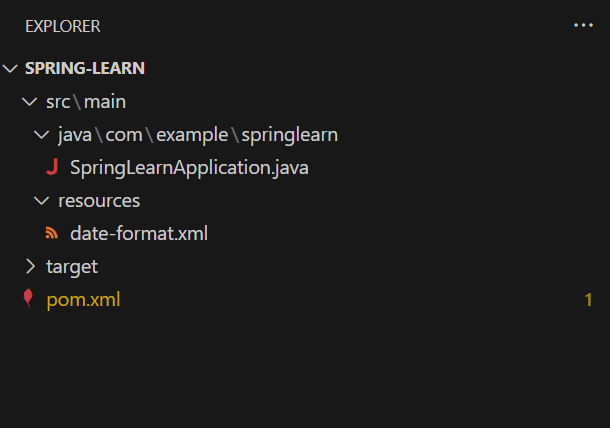 EXPLORER
SPRING-LEARN
src\main
java\com\example\springlearn
SpringLearnApplication.java
resources
date-format.xml
target
pom.xml 1